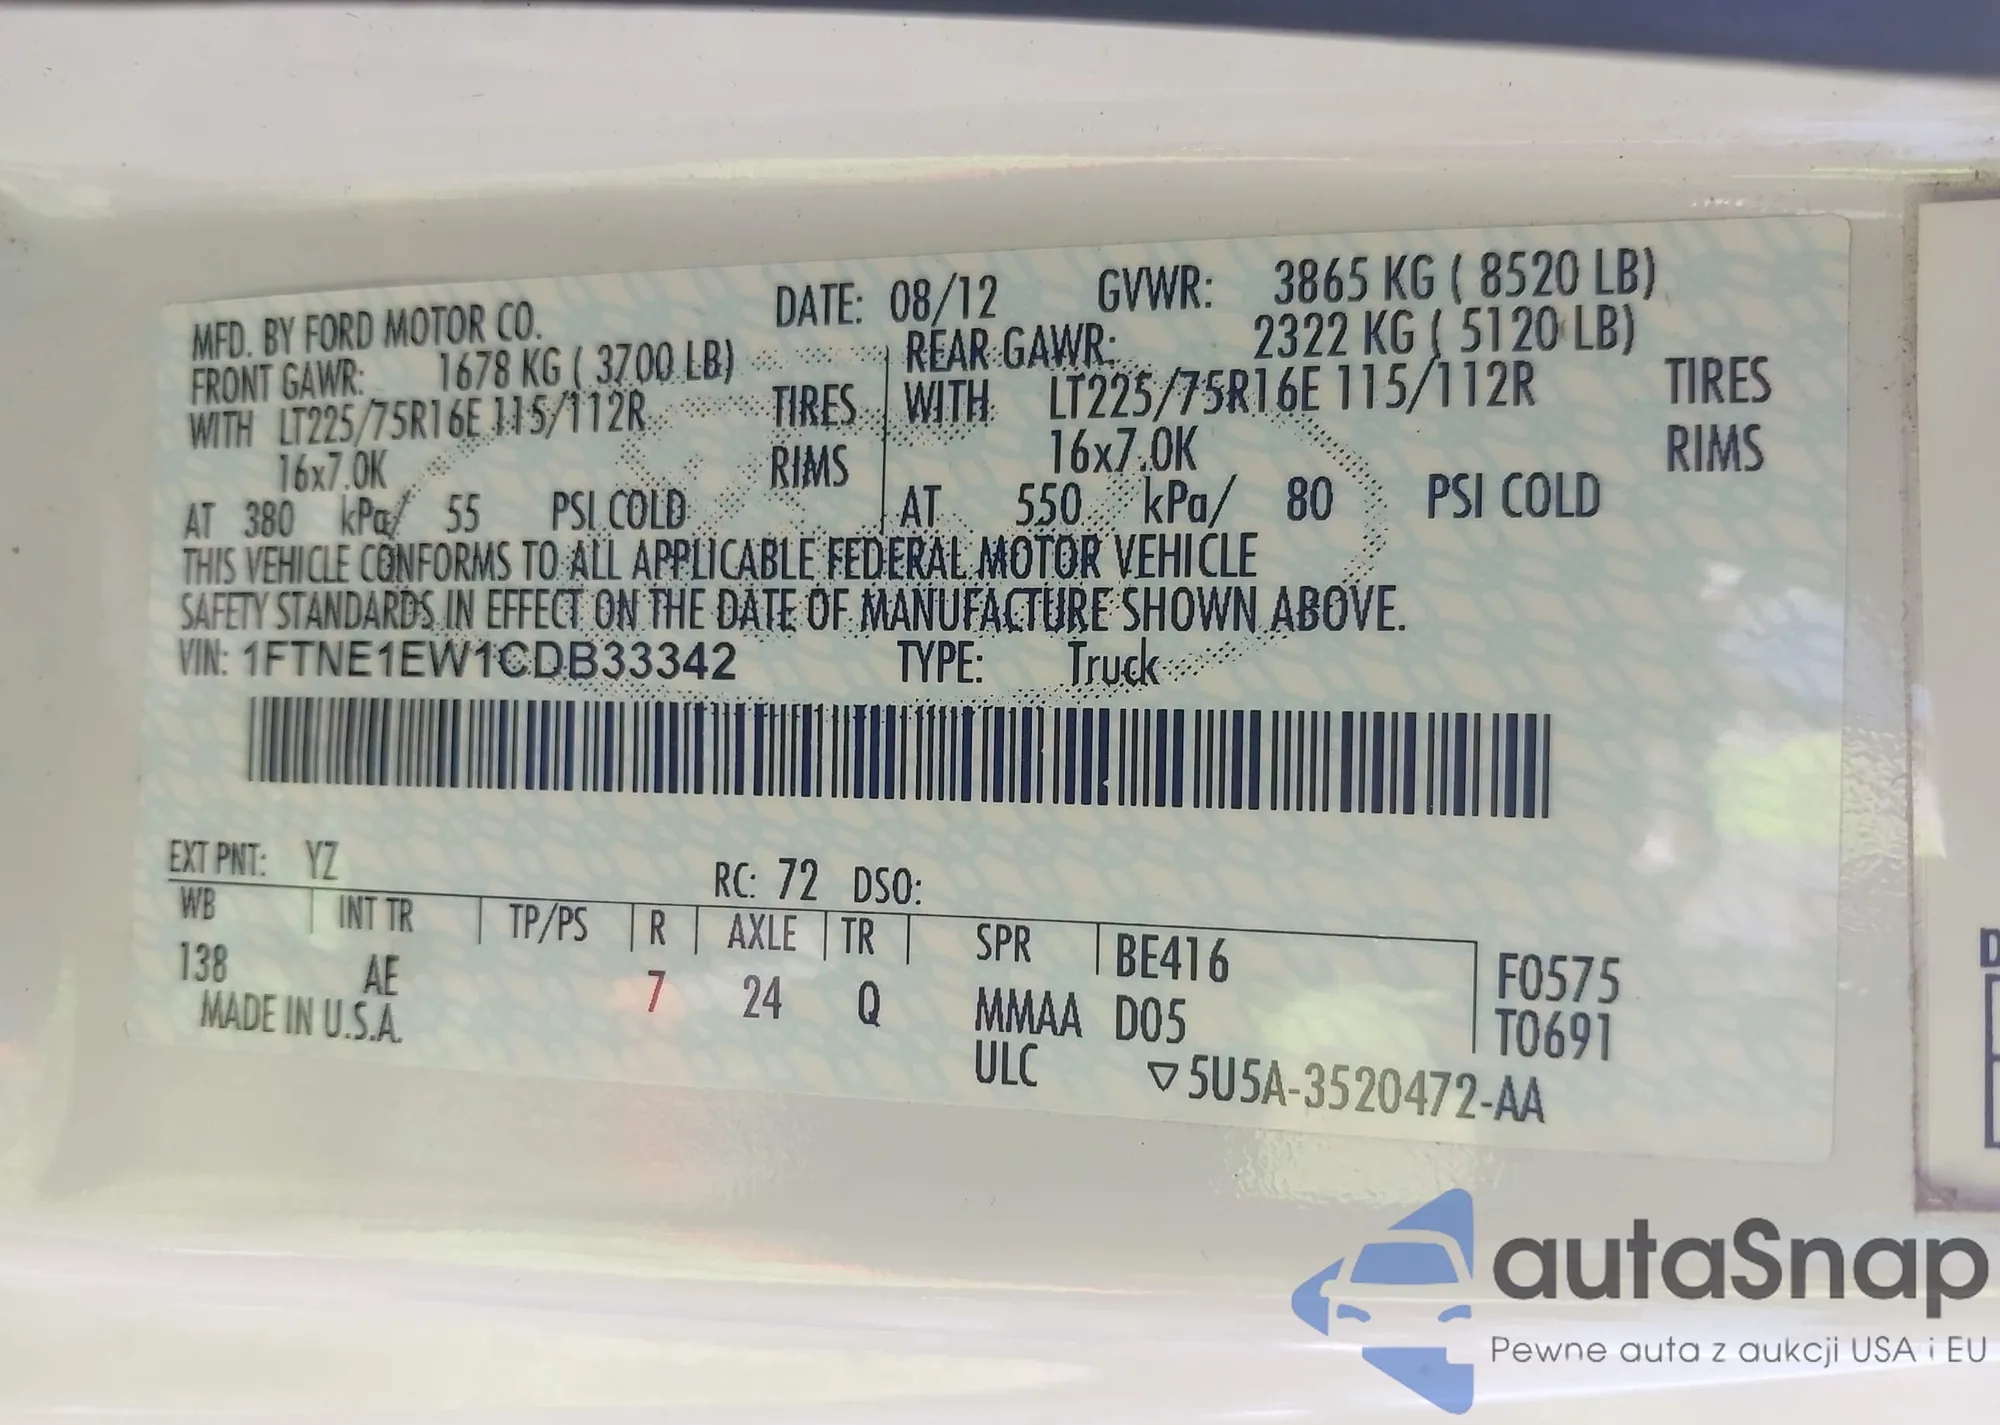 MFD. BY FORD MOTOR CO. DATE: 08/12 GVWR: 3865 KG ( 8520 LB)
FRONT GAWR: 1678 KG ( 3700 LB) REAR GAWR: 2322 KG ( 5120 LB)
WITH LT225/75R16E 115/112R TIRES WITH LT225/75R16E 115/112R TIRES
16x7.0K RIMS 16x7.0K RIMS
AT 380 kPa/ 55 PSI COLD AT 550 kPa/ 80 PSI COLD
THIS VEHICLE CONFORMS TO ALL APPLICABLE FEDERAL MOTOR VEHICLE
SAFETY STANDARDS IN EFFECT ON THE DATE OF MANUFACTURE SHOWN ABOVE.
VIN: 1FTNE1EW1CDB33342 TYPE: Truck
EXT PNT: YZ RC: 72 DSO:
WB INT TR TP/PS R AXLE TR SPR BE416 F0575
138 AE 7 24 Q MMAA D05 T0691
MADE IN U.S.A. ULC ▽5U5A-3520472-AA
D
autaSnap
Pewne auta z aukcji USA i EU